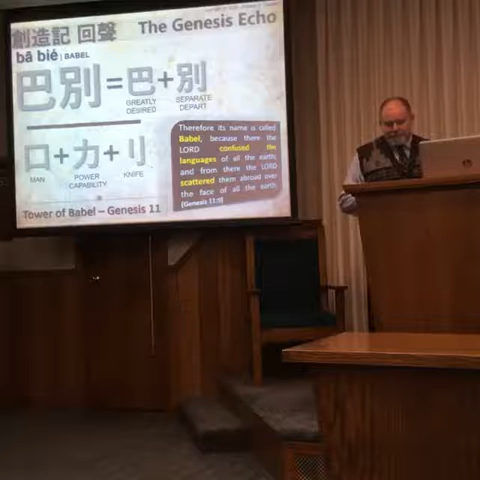 創造記 回聲 The Genesis Echo
bā bié | BABEL
巴別=巴+別
GREATLY DESIRED
SEPARATE DEPART
口+力+刂
MAN
POWER CAPABILITY
KNIFE
Therefore its name is called
Babel, because there the
LORD confused the
languages of all the earth;
and from there the LORD
scattered them abroad over
the face of all the earth.
(Genesis 11:9)
Tower of Babel – Genesis 11
hp